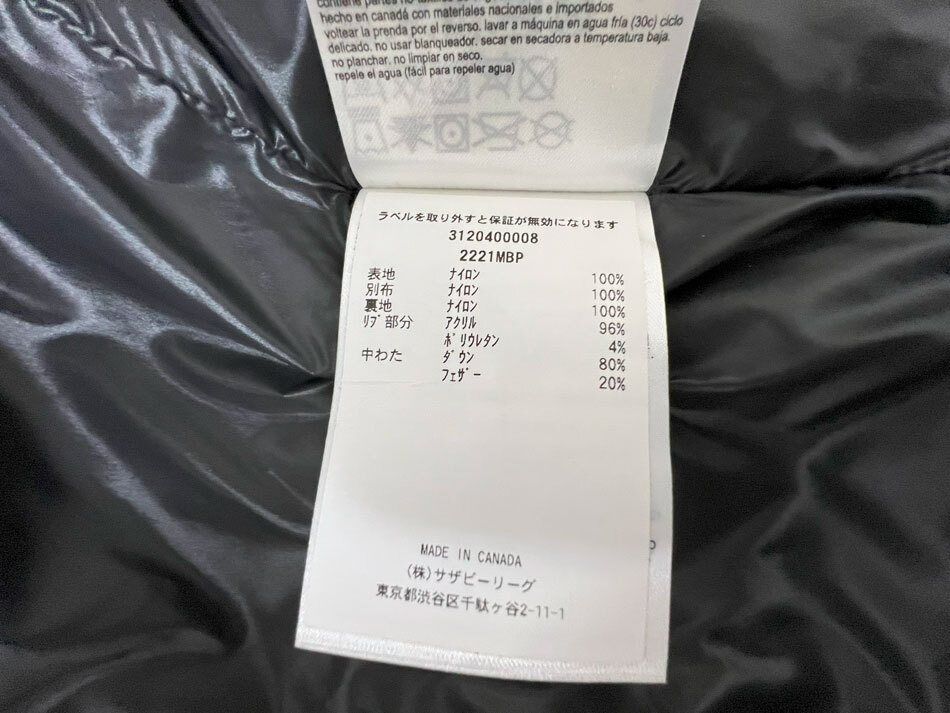 contiene partes no textiles de
hecho en canadá con materiales nacionales e importados
voltear la prenda por el reverso. lavar a máquina en agua fría (30c) ciclo
delicado. no usar blanqueador. secar en secadora a temperatura baja.
no planchar. no limpiar en seco.
repele el agua (fácil para repeler agua)
ラベルを取り外すと保証が無効になります
3120400008
2221MBP
表地 ナイロン 100%
別布 ナイロン 100%
裏地 ナイロン 100%
ﾘﾌﾞ部分 アクリル 96%
ﾎﾟﾘｳﾚﾀﾝ 4%
中わた ﾀﾞｳﾝ 80%
ﾌｪｻﾞｰ 20%
MADE IN CANADA
(株)サザビーリーグ
東京都渋谷区千駄ヶ谷2-11-1